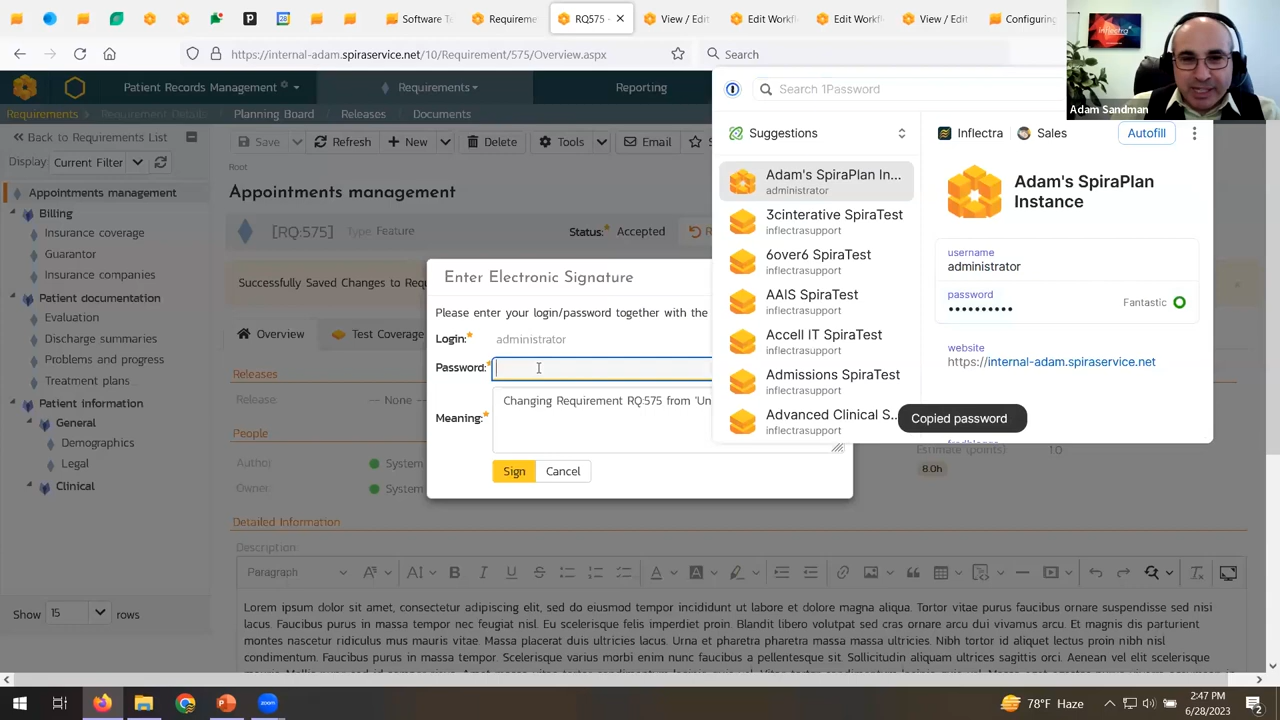 Software Te
Requireme
RQ575 -
View / Edit
Edit Workfl
Edit Workfl
View / Edit
Configuring
https://internal-adam.spiraservice.net
Requirement/575/Overview.aspx
Search
Patient Records Management
Requirements
Reporting
Requirements
Requirement Details
Planning Board
Releases
Documents
Back to Requirements List
Display:
Current Filter
Appointments management
Billing
Insurance coverage
Guarantor
Insurance companies
Patient documentation
Evaluation
Discharge summaries
Problems and progress
Treatment plans
Patient information
General
Demographics
Legal
Clinical
Show 15 rows
Save
Refresh
New
Delete
Tools
Email
Root
Appointments management
[RQ:575] Type: Feature
Status:* Accepted
Successfully Saved Changes to Requ
Overview
Test Coverage
Releases
Release:
-- None --
People
Author
System
Owner
System
Estimate (points)
10
8.0h
Detailed Information
Description:
Paragraph
Lorem ipsum dolor sit amet, consectetur adipiscing elit, sed do eiusmod tempor incididunt ut labore et dolore magna aliqua. Tortor vitae purus faucibus ornare suspendisse sed nisi
lacus. Faucibus purus in massa tempor nec feugiat nisl. Eu scelerisque felis imperdiet proin. Blandit libero volutpat sed cras ornare arcu dui vivamus arcu. Et magnis dis parturient
montes nascetur ridiculus mus mauris vitae. Massa placerat duis ultricies lacus. Urna et pharetra pharetra massa massa ultricies. Nibh tortor id aliquet lectus proin nibh nisl
condimentum. Faucibus purus in massa tempor. Scelerisque varius morbi enim nunc faucibus a pellentesque sit. Sollicitudin aliquam ultrices sagittis orci. Aenean vel elit scelerisque
Enter Electronic Signature
Please enter your login/password together with the
Login:* administrator
Password:*
Meaning:*
Changing Requirement RQ:575 from 'Un
Sign
Cancel
Search 1Password
Suggestions
Adam's SpiraPlan In...
administrator
3cinterative SpiraTest
inflectrasupport
6over6 SpiraTest
inflectrasupport
AAIS SpiraTest
inflectrasupport
Accell IT SpiraTest
inflectrasupport
Admissions SpiraTest
inflectrasupport
Advanced Clinical S...
inflectrasupport
Inflectra
Sales
Autofill
Adam's SpiraPlan
Instance
username
administrator
password
••••••••••
Fantastic
website
https://internal-adam.spiraservice.net
Copied password
Inflectra
Adam Sandman
78°F Haze
2:47 PM
6/28/2023
2